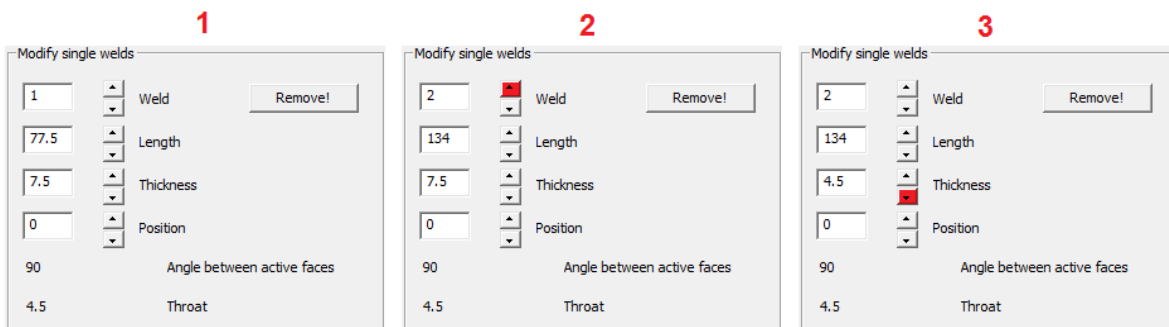 1
Modify single welds
1 Weld Remove!
77.5 Length
7.5 Thickness
0 Position
90 Angle between active faces
4.5 Throat
2
Modify single welds
2 Weld Remove!
134 Length
7.5 Thickness
0 Position
90 Angle between active faces
4.5 Throat
3
Modify single welds
2 Weld Remove!
134 Length
4.5 Thickness
0 Position
90 Angle between active faces
4.5 Throat